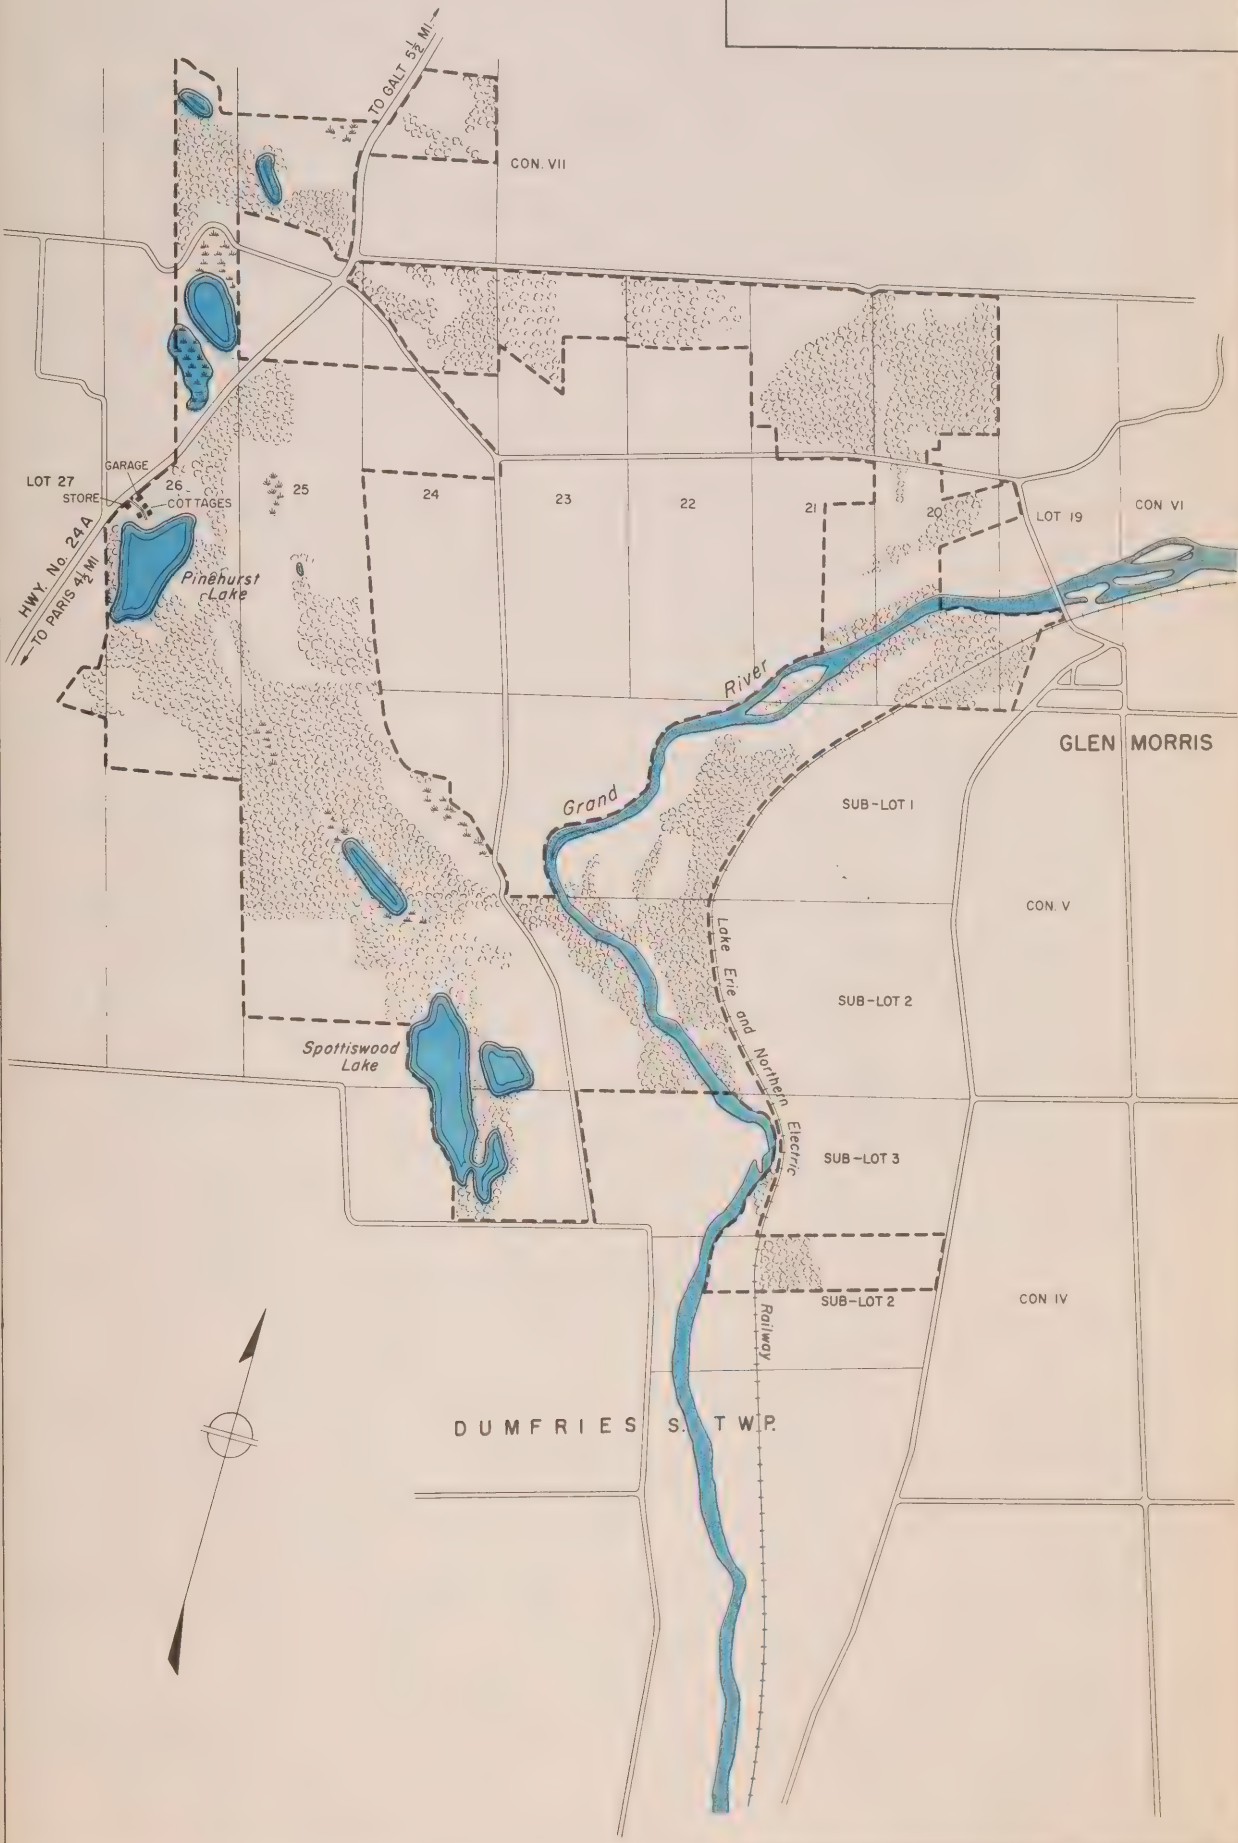 TO GALT 5½ MI.
CON. VII
GARAGE
LOT 27
STORE
26
COTTAGES
25
24
23
22
21
20
LOT 19
CON VI
HWY. No. 24A
TO PARIS 4½ MI
Pinehurst
Lake
River
Grand
GLEN MORRIS
SUB-LOT 1
CON. V
Lake Erie and Northern Electric
SUB-LOT 2
Spottiswood
Lake
SUB-LOT 3
SUB-LOT 2
CON IV
Railway
DUMFRIES S. TWP.